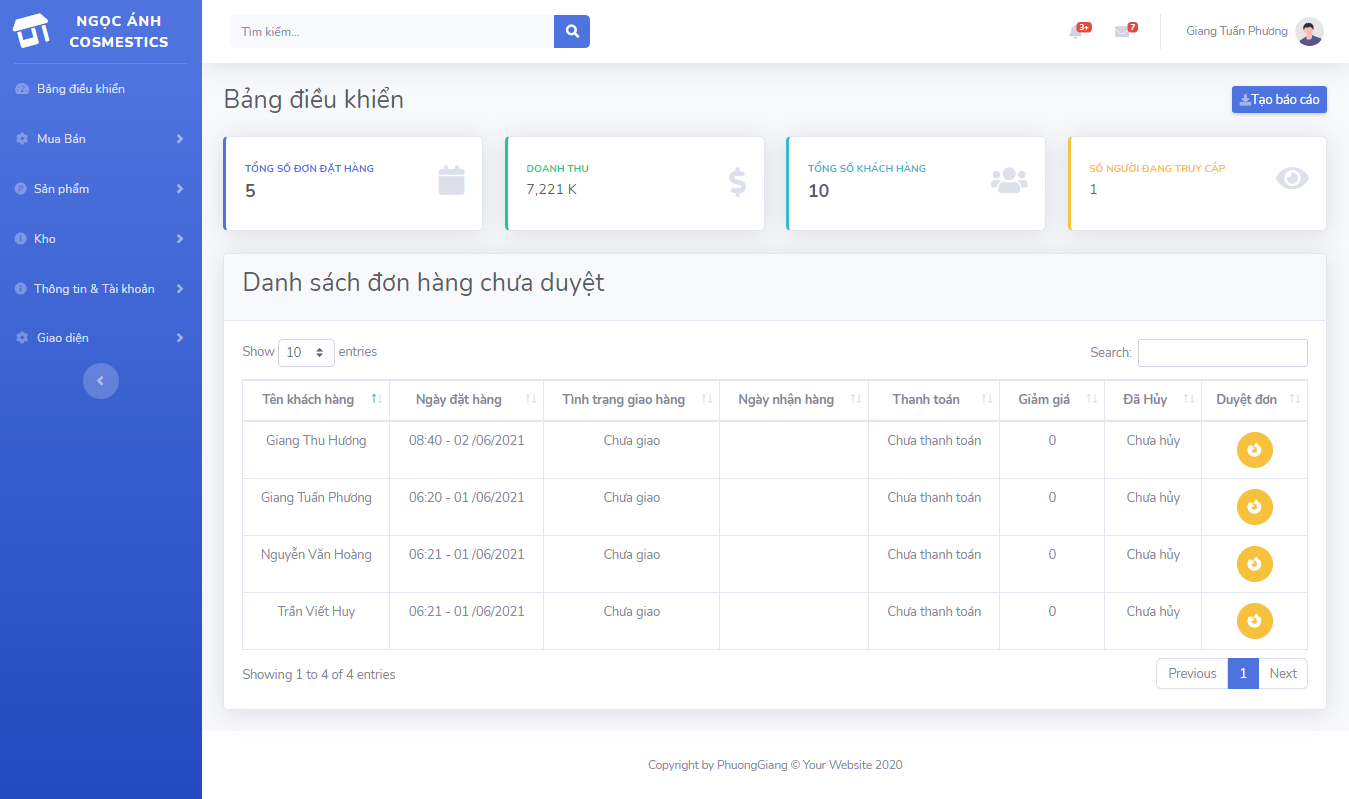 NGỌC ÁNH
COSMESTICS
Bảng điều khiển
Mua Bán
Sản phẩm
Kho
Thông tin & Tài khoản
Giao diện
Tìm kiếm...
3+
7
Giang Tuấn Phương
Bảng điều khiển
Tạo báo cáo
TỔNG SỐ ĐƠN ĐẶT HÀNG
5
DOANH THU
7,221 K
TỔNG SỐ KHÁCH HÀNG
10
SỐ NGƯỜI ĐANG TRUY CẬP
1
Danh sách đơn hàng chưa duyệt
Show 10 entries
Search:
Tên khách hàng Ngày đặt hàng Tình trạng giao hàng Ngày nhận hàng Thanh toán Giảm giá Đã Hủy Duyệt đơn
Giang Thu Hương 08:40 - 02 /06/2021 Chưa giao Chưa thanh toán 0 Chưa hủy
Giang Tuấn Phương 06:20 - 01 /06/2021 Chưa giao Chưa thanh toán 0 Chưa hủy
Nguyễn Văn Hoàng 06:21 - 01 /06/2021 Chưa giao Chưa thanh toán 0 Chưa hủy
Trần Viết Huy 06:21 - 01 /06/2021 Chưa giao Chưa thanh toán 0 Chưa hủy
Showing 1 to 4 of 4 entries
Previous 1 Next
Copyright by PhuongGiang © Your Website 2020